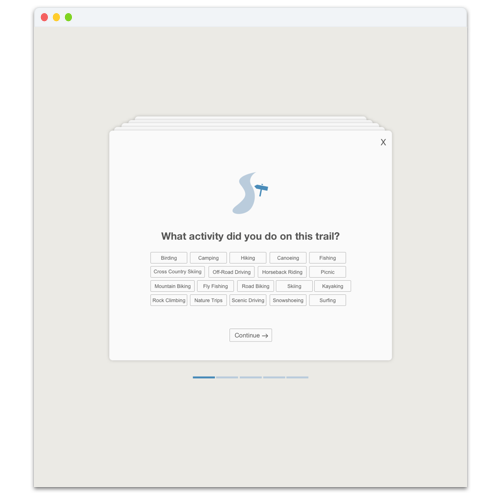 X
What activity did you do on this trail?
Birding Camping Hiking Canoeing Fishing
Cross Country Skiing Off-Road Driving Horseback Riding Picnic
Mountain Biking Fly Fishing Road Biking Skiing Kayaking
Rock Climbing Nature Trips Scenic Driving Snowshoeing Surfing
Continue →